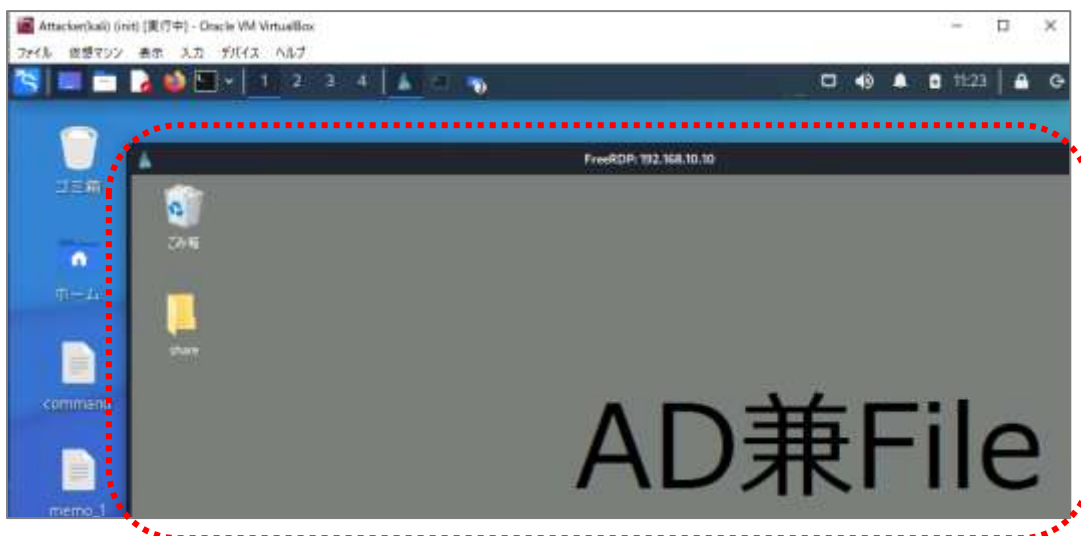 Attacker(kali) (init) [実行中] - Oracle VM VirtualBox
ファイル 仮想マシン 表示 入力 デバイス ヘルプ
1 2 3 4 11:23
FreeRDP: 192.168.10.10
ゴミ箱
ごみ箱
ホーム
share
command
AD兼File
memo_1